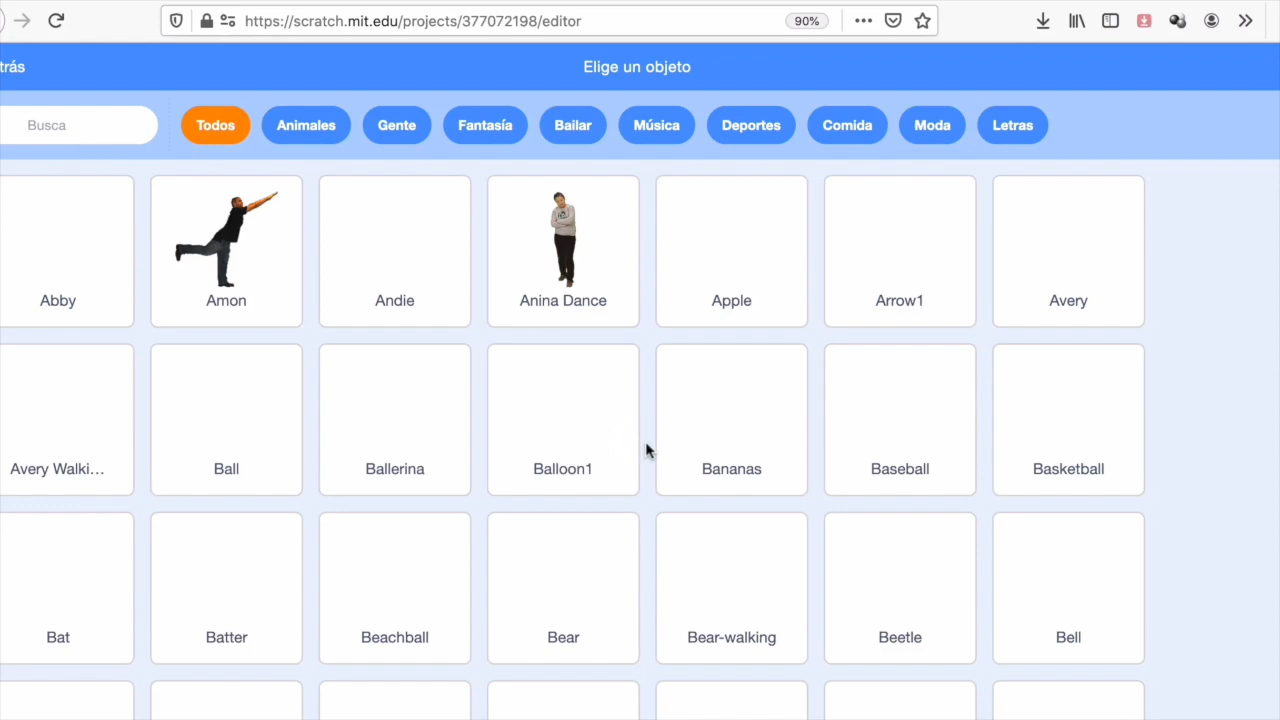 https://scratch.mit.edu/projects/377072198/editor
90%
trás
Elige un objeto
Busca
Todos
Animales
Gente
Fantasía
Bailar
Música
Deportes
Comida
Moda
Letras
Abby
Amon
Andie
Anina Dance
Apple
Arrow1
Avery
Avery Walki...
Ball
Ballerina
Balloon1
Bananas
Baseball
Basketball
Bat
Batter
Beachball
Bear
Bear-walking
Beetle
Bell